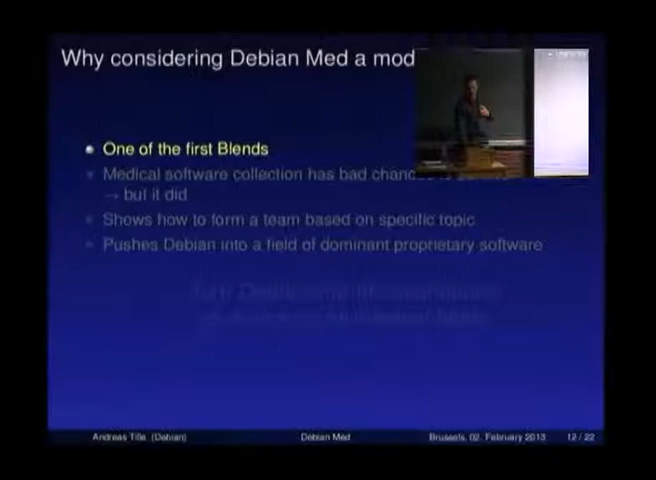 Why considering Debian Med a mod
One of the first Blends
Medical software collection has bad chanc
→ but it did
Shows how to form a team based on specific topic
Pushes Debian into a field of dominant proprietary software
Andreas Tille (Debian)
Debian Med
Brussels, 02. February 2013
12 / 22